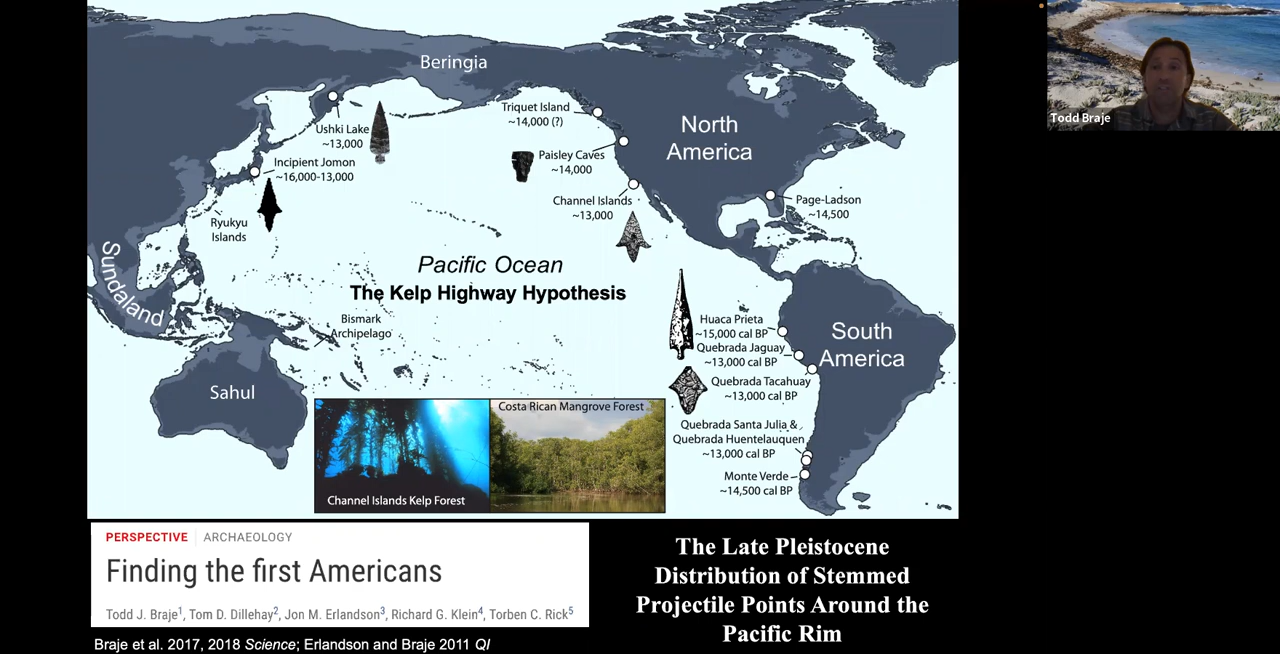 Beringia
Triquet Island
~14,000 (?)
North
America
Ushki Lake
~13,000
Paisley Caves
~14,000
Incipient Jomon
~16,000-13,000
Channel Islands
~13,000
Page-Ladson
~14,500
Ryukyu
Islands
Sundaland
Pacific Ocean
The Kelp Highway Hypothesis
Bismark
Archipelago
Huaca Prieta
~15,000 cal BP
Quebrada Jaguay
~13,000 cal BP
South
America
Quebrada Tacahuay
~13,000 cal BP
Sahul
Costa Rican Mangrove Forest
Channel Islands Kelp Forest
Quebrada Santa Julia &
Quebrada Huentelauquen
~13,000 cal BP
Monte Verde
~14,500 cal BP
Todd Braje
PERSPECTIVE | ARCHAEOLOGY
Finding the first Americans
Todd J. Braje1, Tom D. Dillehay2, Jon M. Erlandson3, Richard G. Klein4, Torben C. Rick5
Braje et al. 2017, 2018 Science; Erlandson and Braje 2011 QI
The Late Pleistocene
Distribution of Stemmed
Projectile Points Around the
Pacific Rim